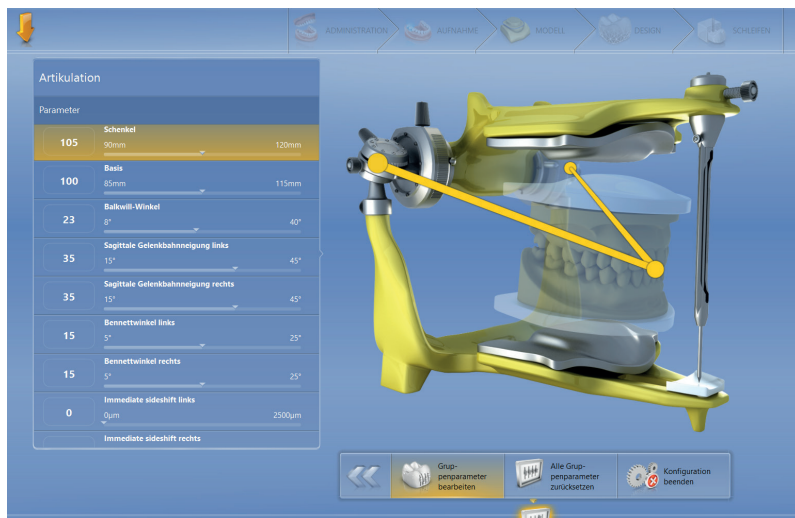 ADMINISTRATION
AUFNAHME
MODELL
DESIGN
SCHLEIFEN
Artikulation
Parameter
Schenkel
105
90mm 120mm
Basis
100
85mm 115mm
Balkwill-Winkel
23
8° 40°
Sagittale Gelenkbahnneigung links
35
15° 45°
Sagittale Gelenkbahnneigung rechts
35
15° 45°
Bennettwinkel links
15
5° 25°
Bennettwinkel rechts
15
5° 25°
Immediate sideshift links
0
0µm 2500µm
Immediate sideshift rechts
Grup-
penparameter
bearbeiten
Alle Grup-
penparameter
zurücksetzen
Konfiguration
beenden